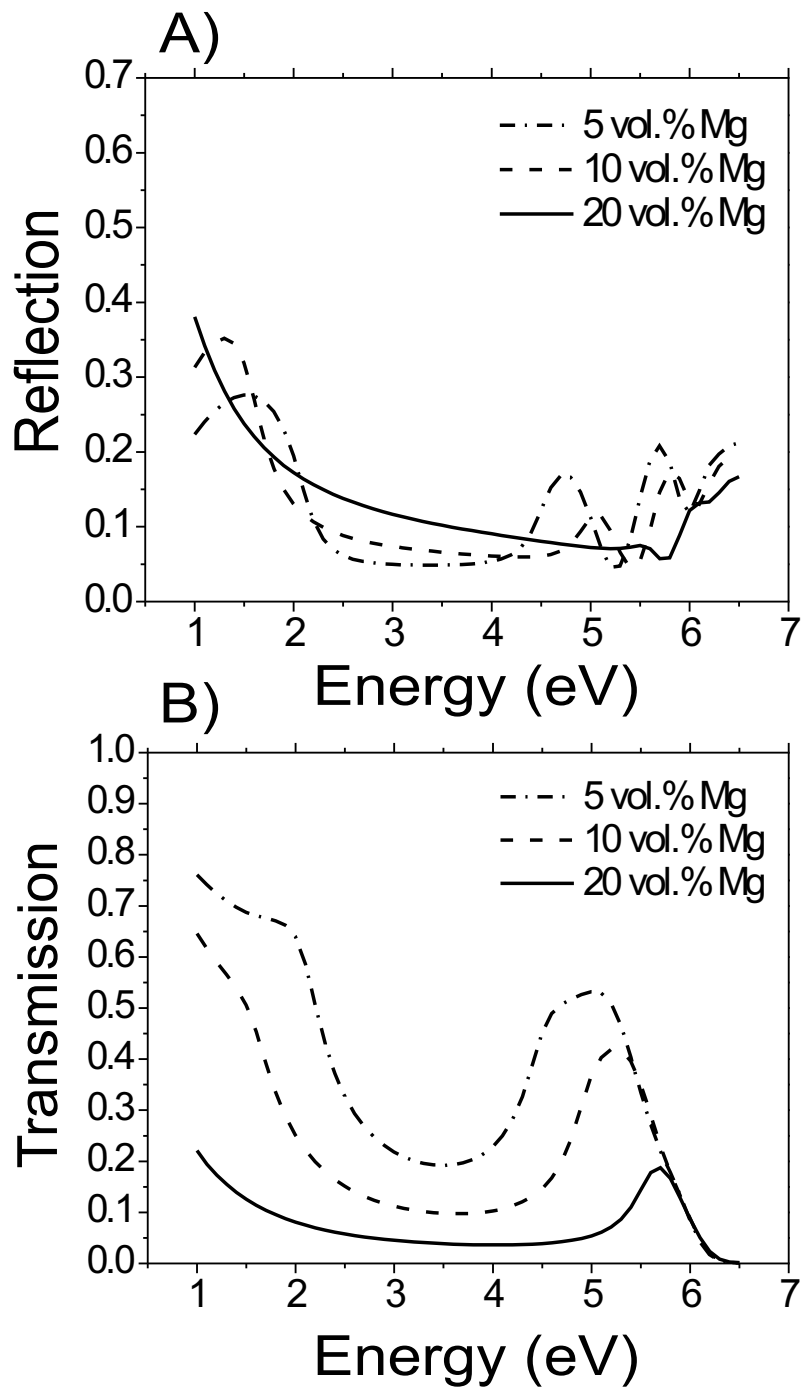 A)
0.7
0.6
0.5
0.4
0.3
0.2
0.1
0.0
Reflection
5 vol.% Mg
10 vol.% Mg
20 vol.% Mg
1 2 3 4 5 6 7
Energy (eV)
B)
1.0
0.9
0.8
0.7
0.6
0.5
0.4
0.3
0.2
0.1
0.0
Transmission
5 vol.% Mg
10 vol.% Mg
20 vol.% Mg
1 2 3 4 5 6 7
Energy (eV)